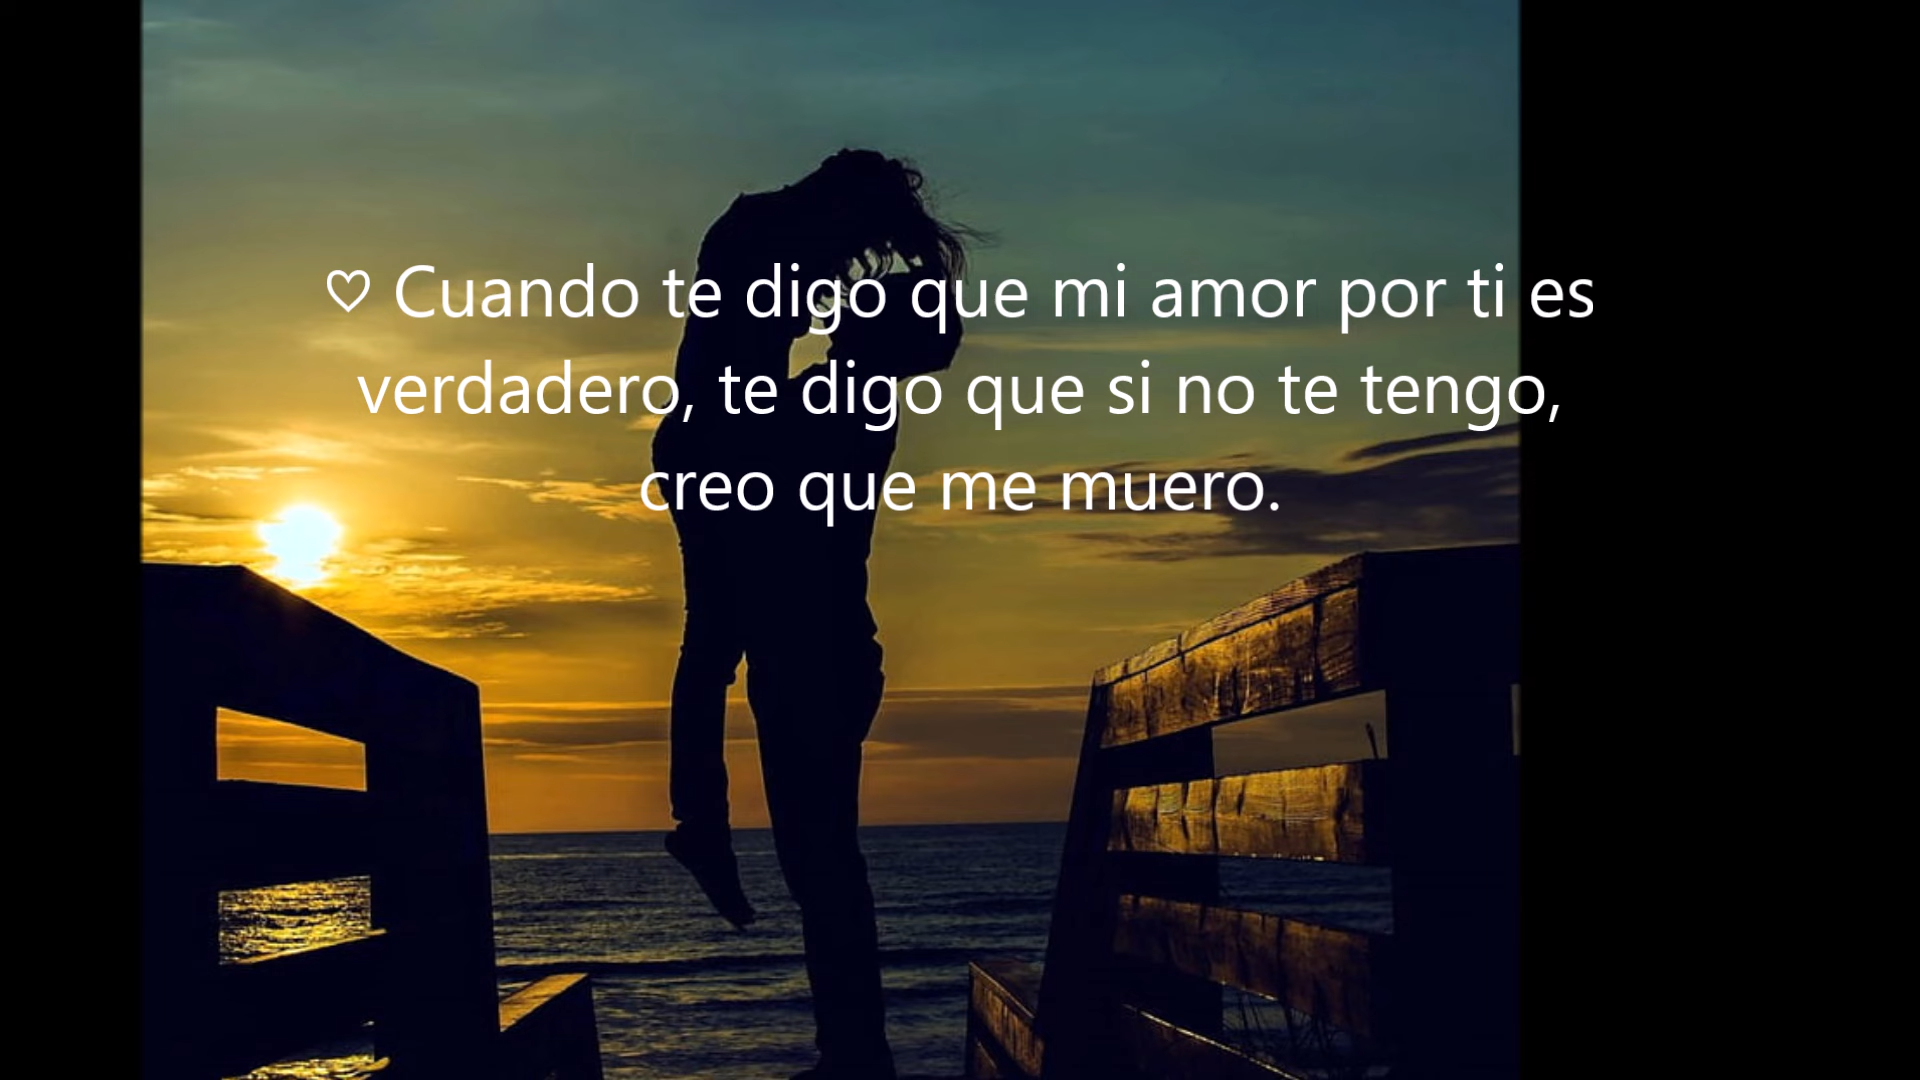 ♡ Cuando te digo que mi amor por ti es
verdadero, te digo que si no te tengo,
creo que me muero.